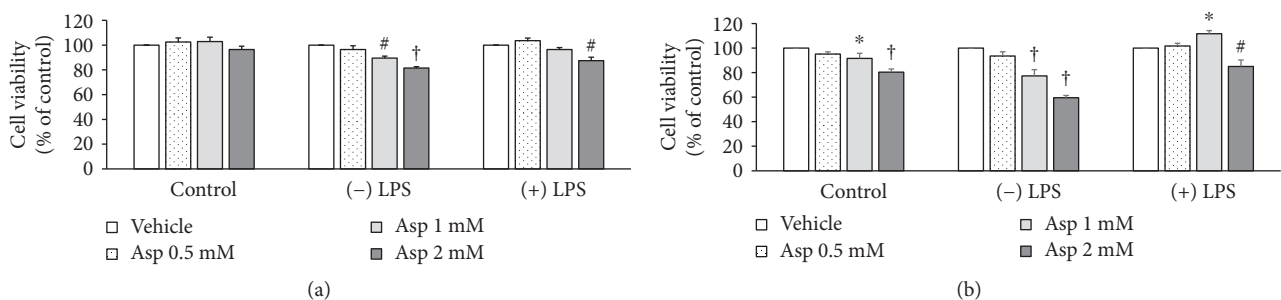 Cell viability
(% of control)
120
100
80
60
40
20
0
#
†
#
Control
(−) LPS
(+) LPS
Vehicle
Asp 0.5 mM
Asp 1 mM
Asp 2 mM
(a)
Cell viability
(% of control)
120
100
80
60
40
20
0
*
†
†
†
*
#
Control
(−) LPS
(+) LPS
Vehicle
Asp 0.5 mM
Asp 1 mM
Asp 2 mM
(b)